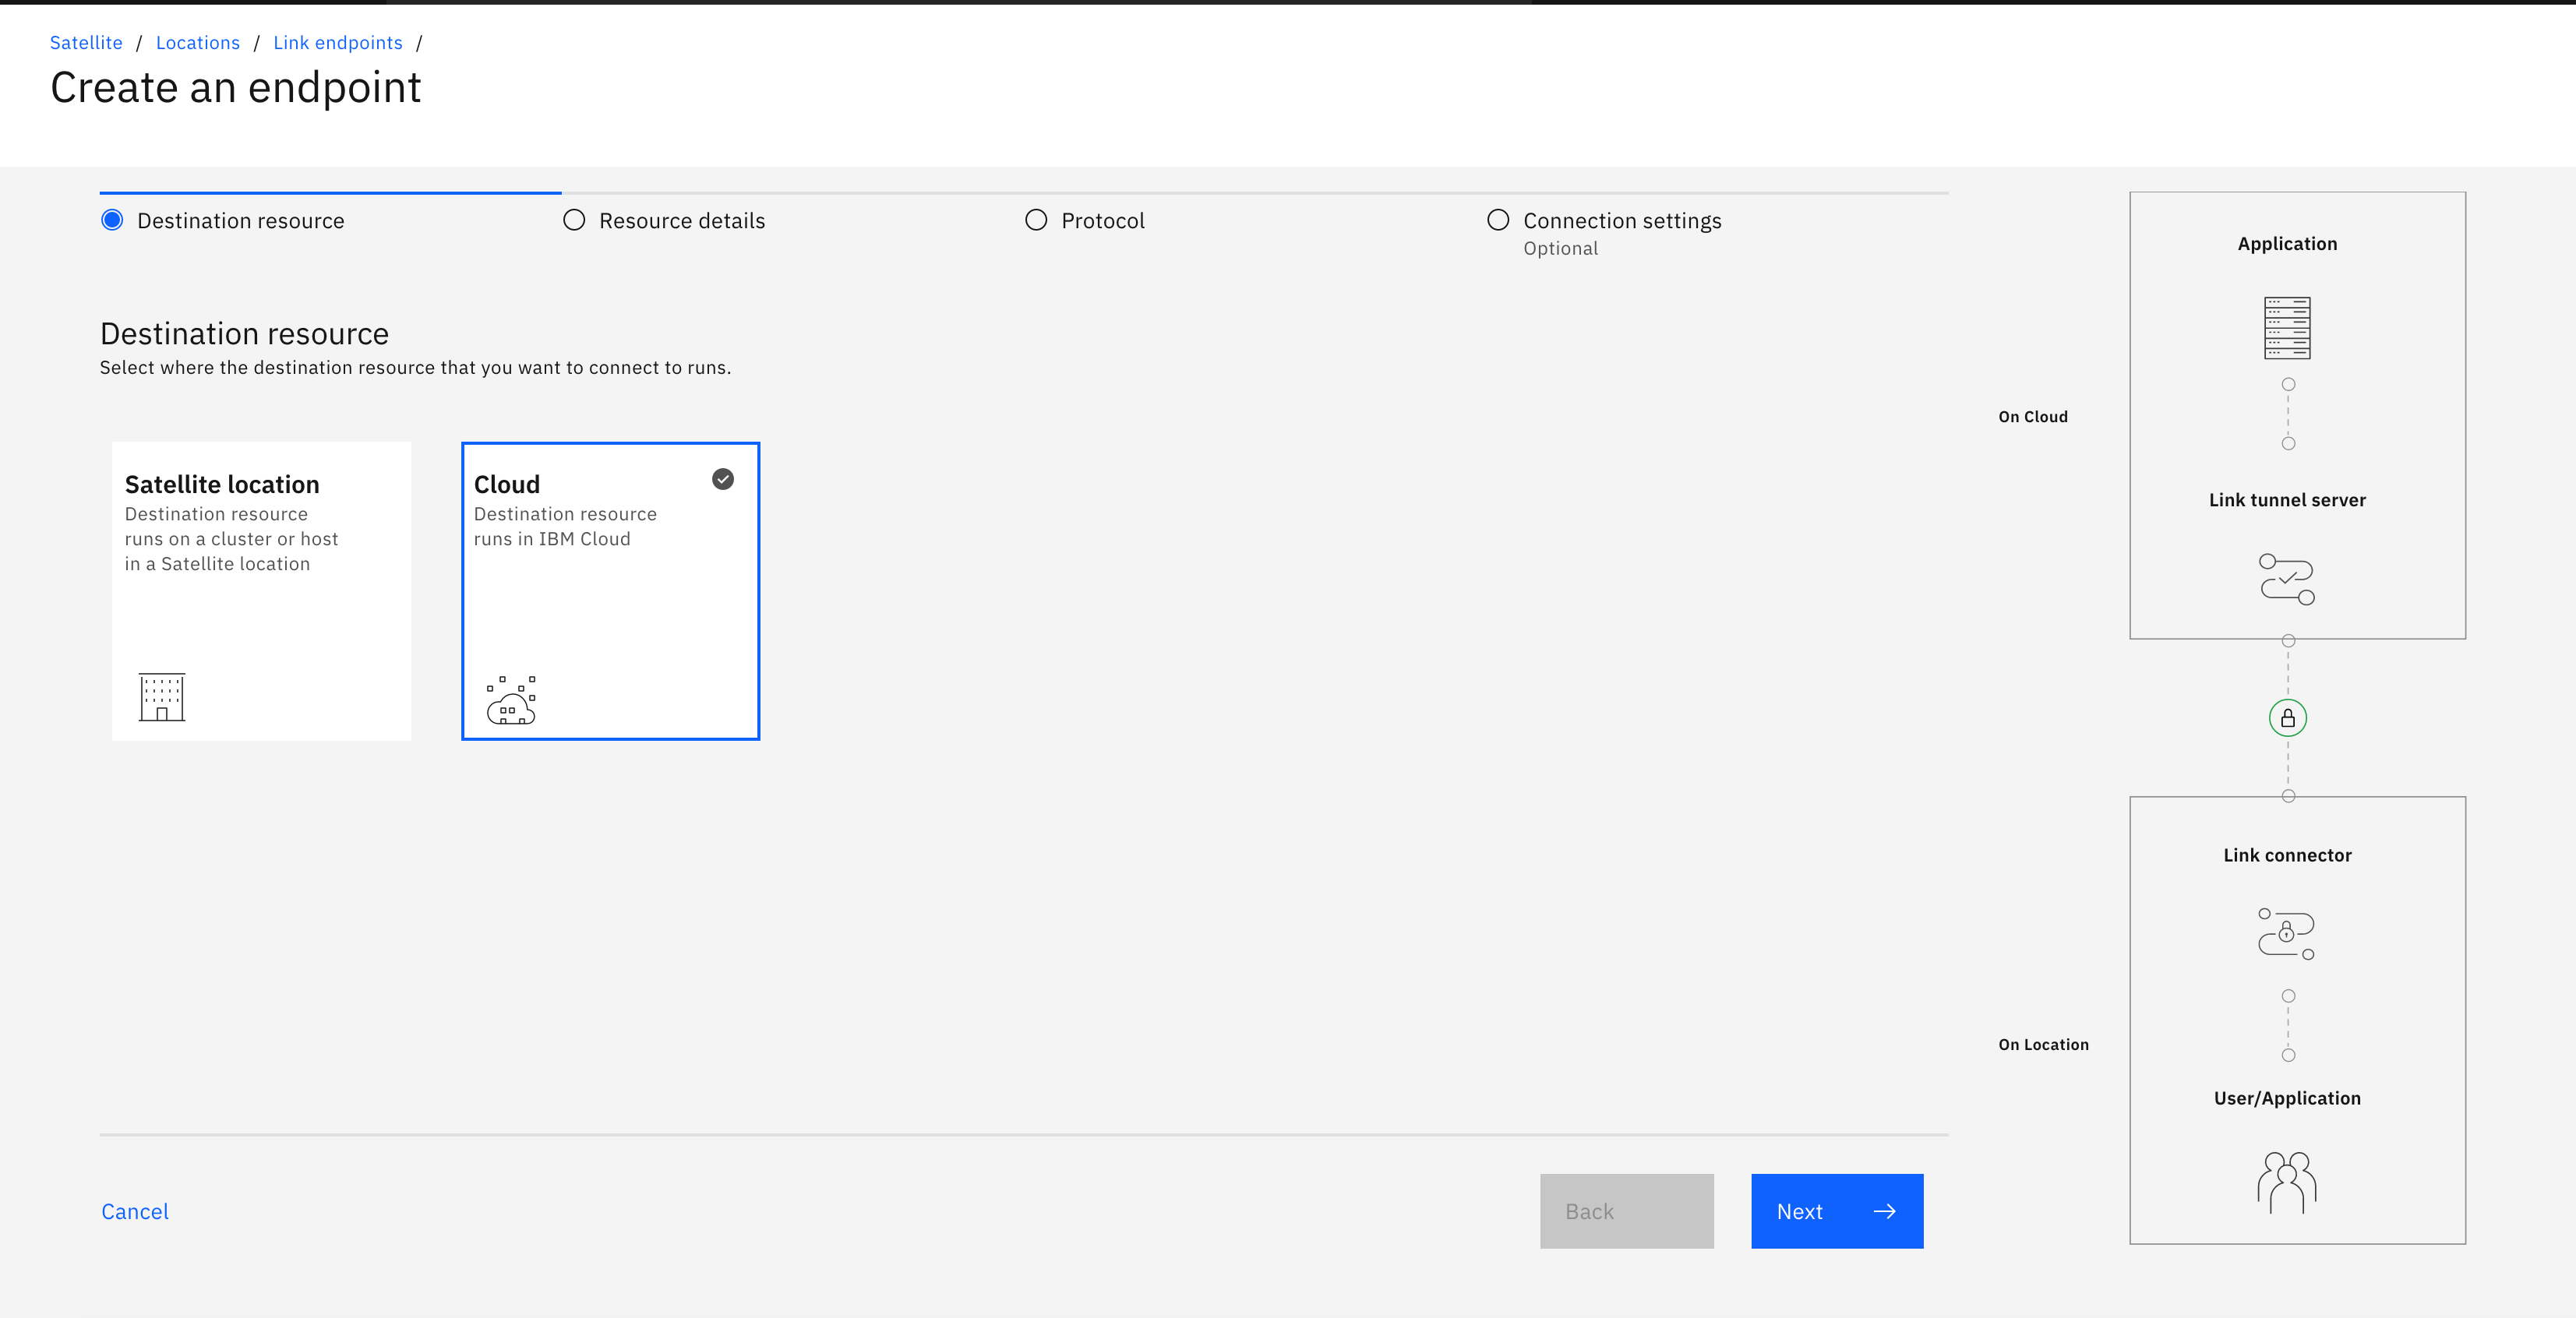 Satellite / Locations / Link endpoints /
Create an endpoint
Destination resource
Resource details
Protocol
Connection settings
Optional
Destination resource
Select where the destination resource that you want to connect to runs.
Satellite location
Destination resource
runs on a cluster or host
in a Satellite location
Cloud
Destination resource
runs in IBM Cloud
Cancel
Back
Next
On Cloud
Application
Link tunnel server
On Location
Link connector
User/Application